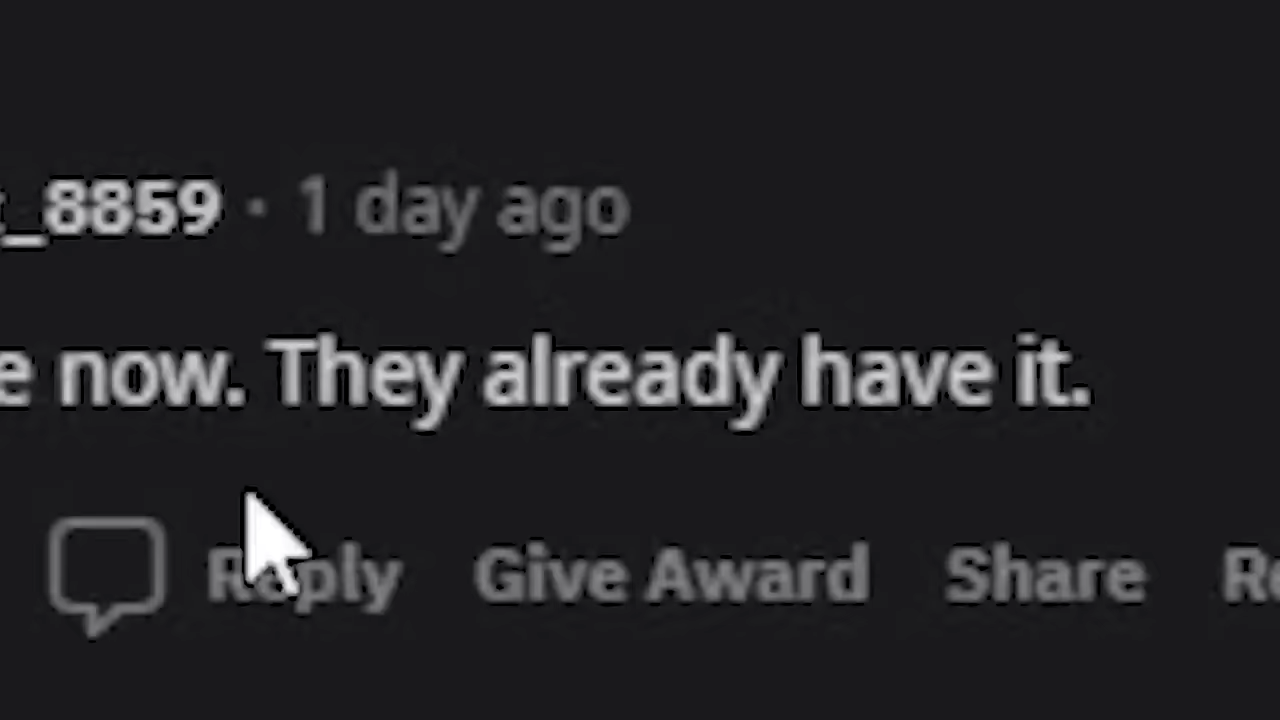 _8859 · 1 day ago
now. They already have it.
Reply Give Award Share